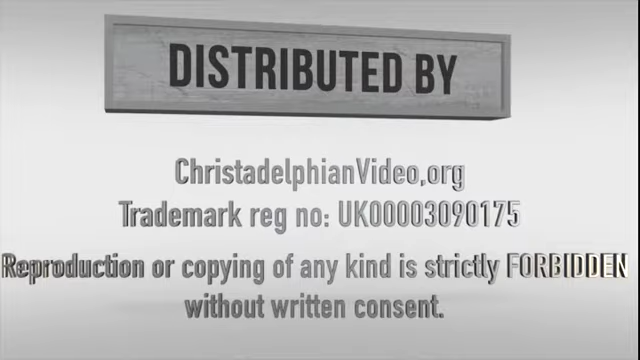 DISTRIBUTED BY
ChristadelphianVideo.org
Trademark reg no: UK00003090175
Reproduction or copying of any kind is strictly FORBIDDEN
without written consent.